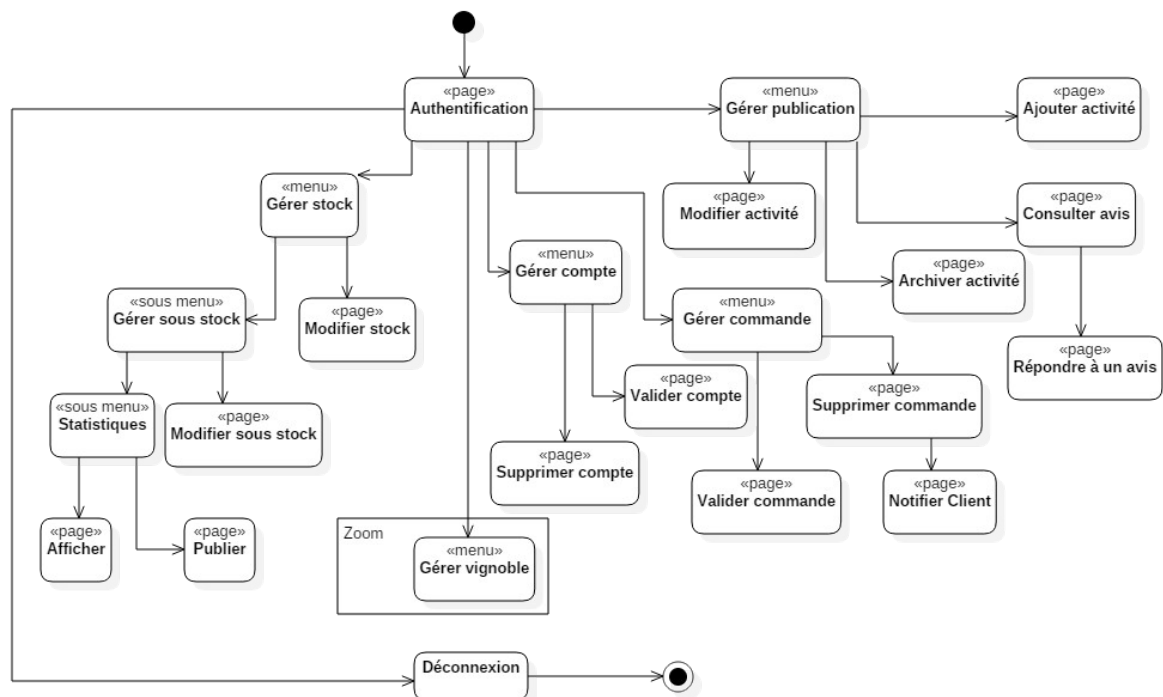 «page»
Authentification
«menu»
Gérer publication
«page»
Ajouter activité
«menu»
Gérer stock
«page»
Modifier activité
«page»
Consulter avis
«menu»
Gérer compte
«page»
Archiver activité
«sous menu»
Gérer sous stock
«page»
Modifier stock
«menu»
Gérer commande
«page»
Répondre à un avis
«page»
Valider compte
«page»
Supprimer commande
«sous menu»
Statistiques
«page»
Modifier sous stock
«page»
Supprimer compte
«page»
Valider commande
«page»
Notifier Client
«page»
Afficher
«page»
Publier
Zoom
«menu»
Gérer vignoble
Déconnexion